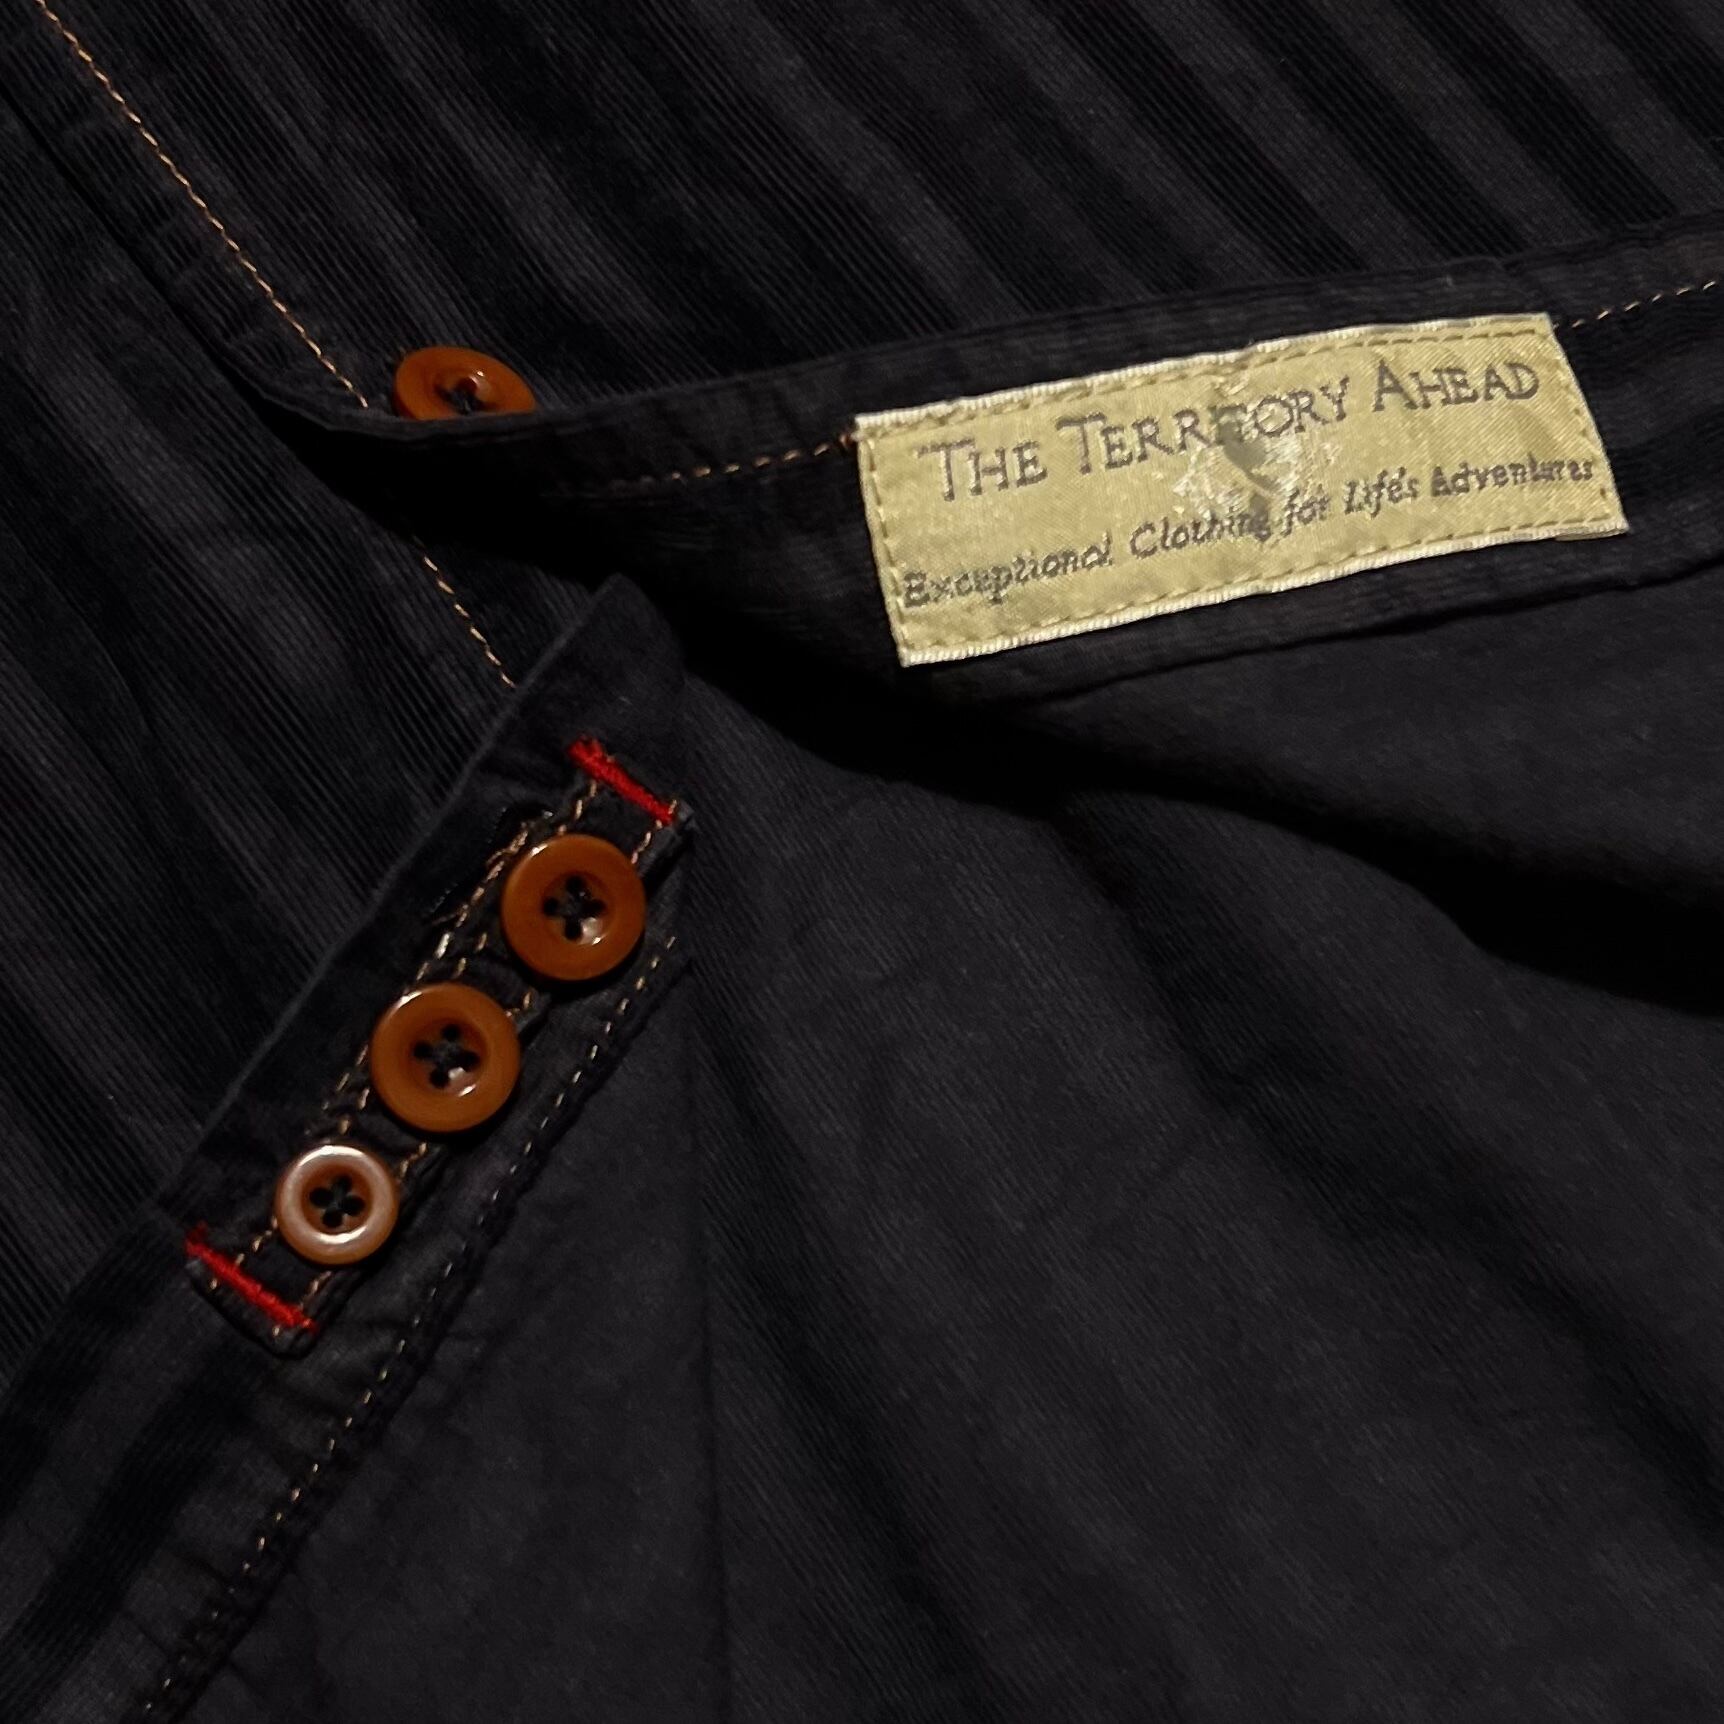 THE TERRITORY AHEAD
Exceptional Clothing for Life's Adventures